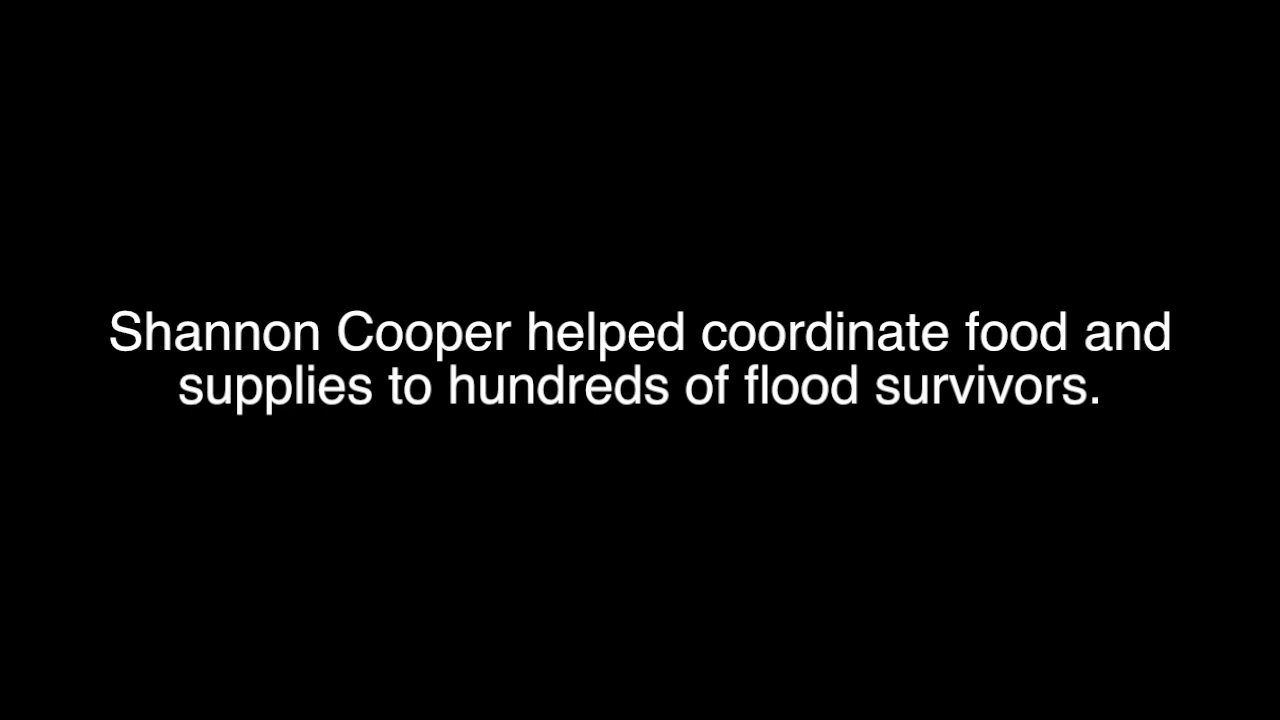 Shannon Cooper helped coordinate food and
supplies to hundreds of flood survivors.